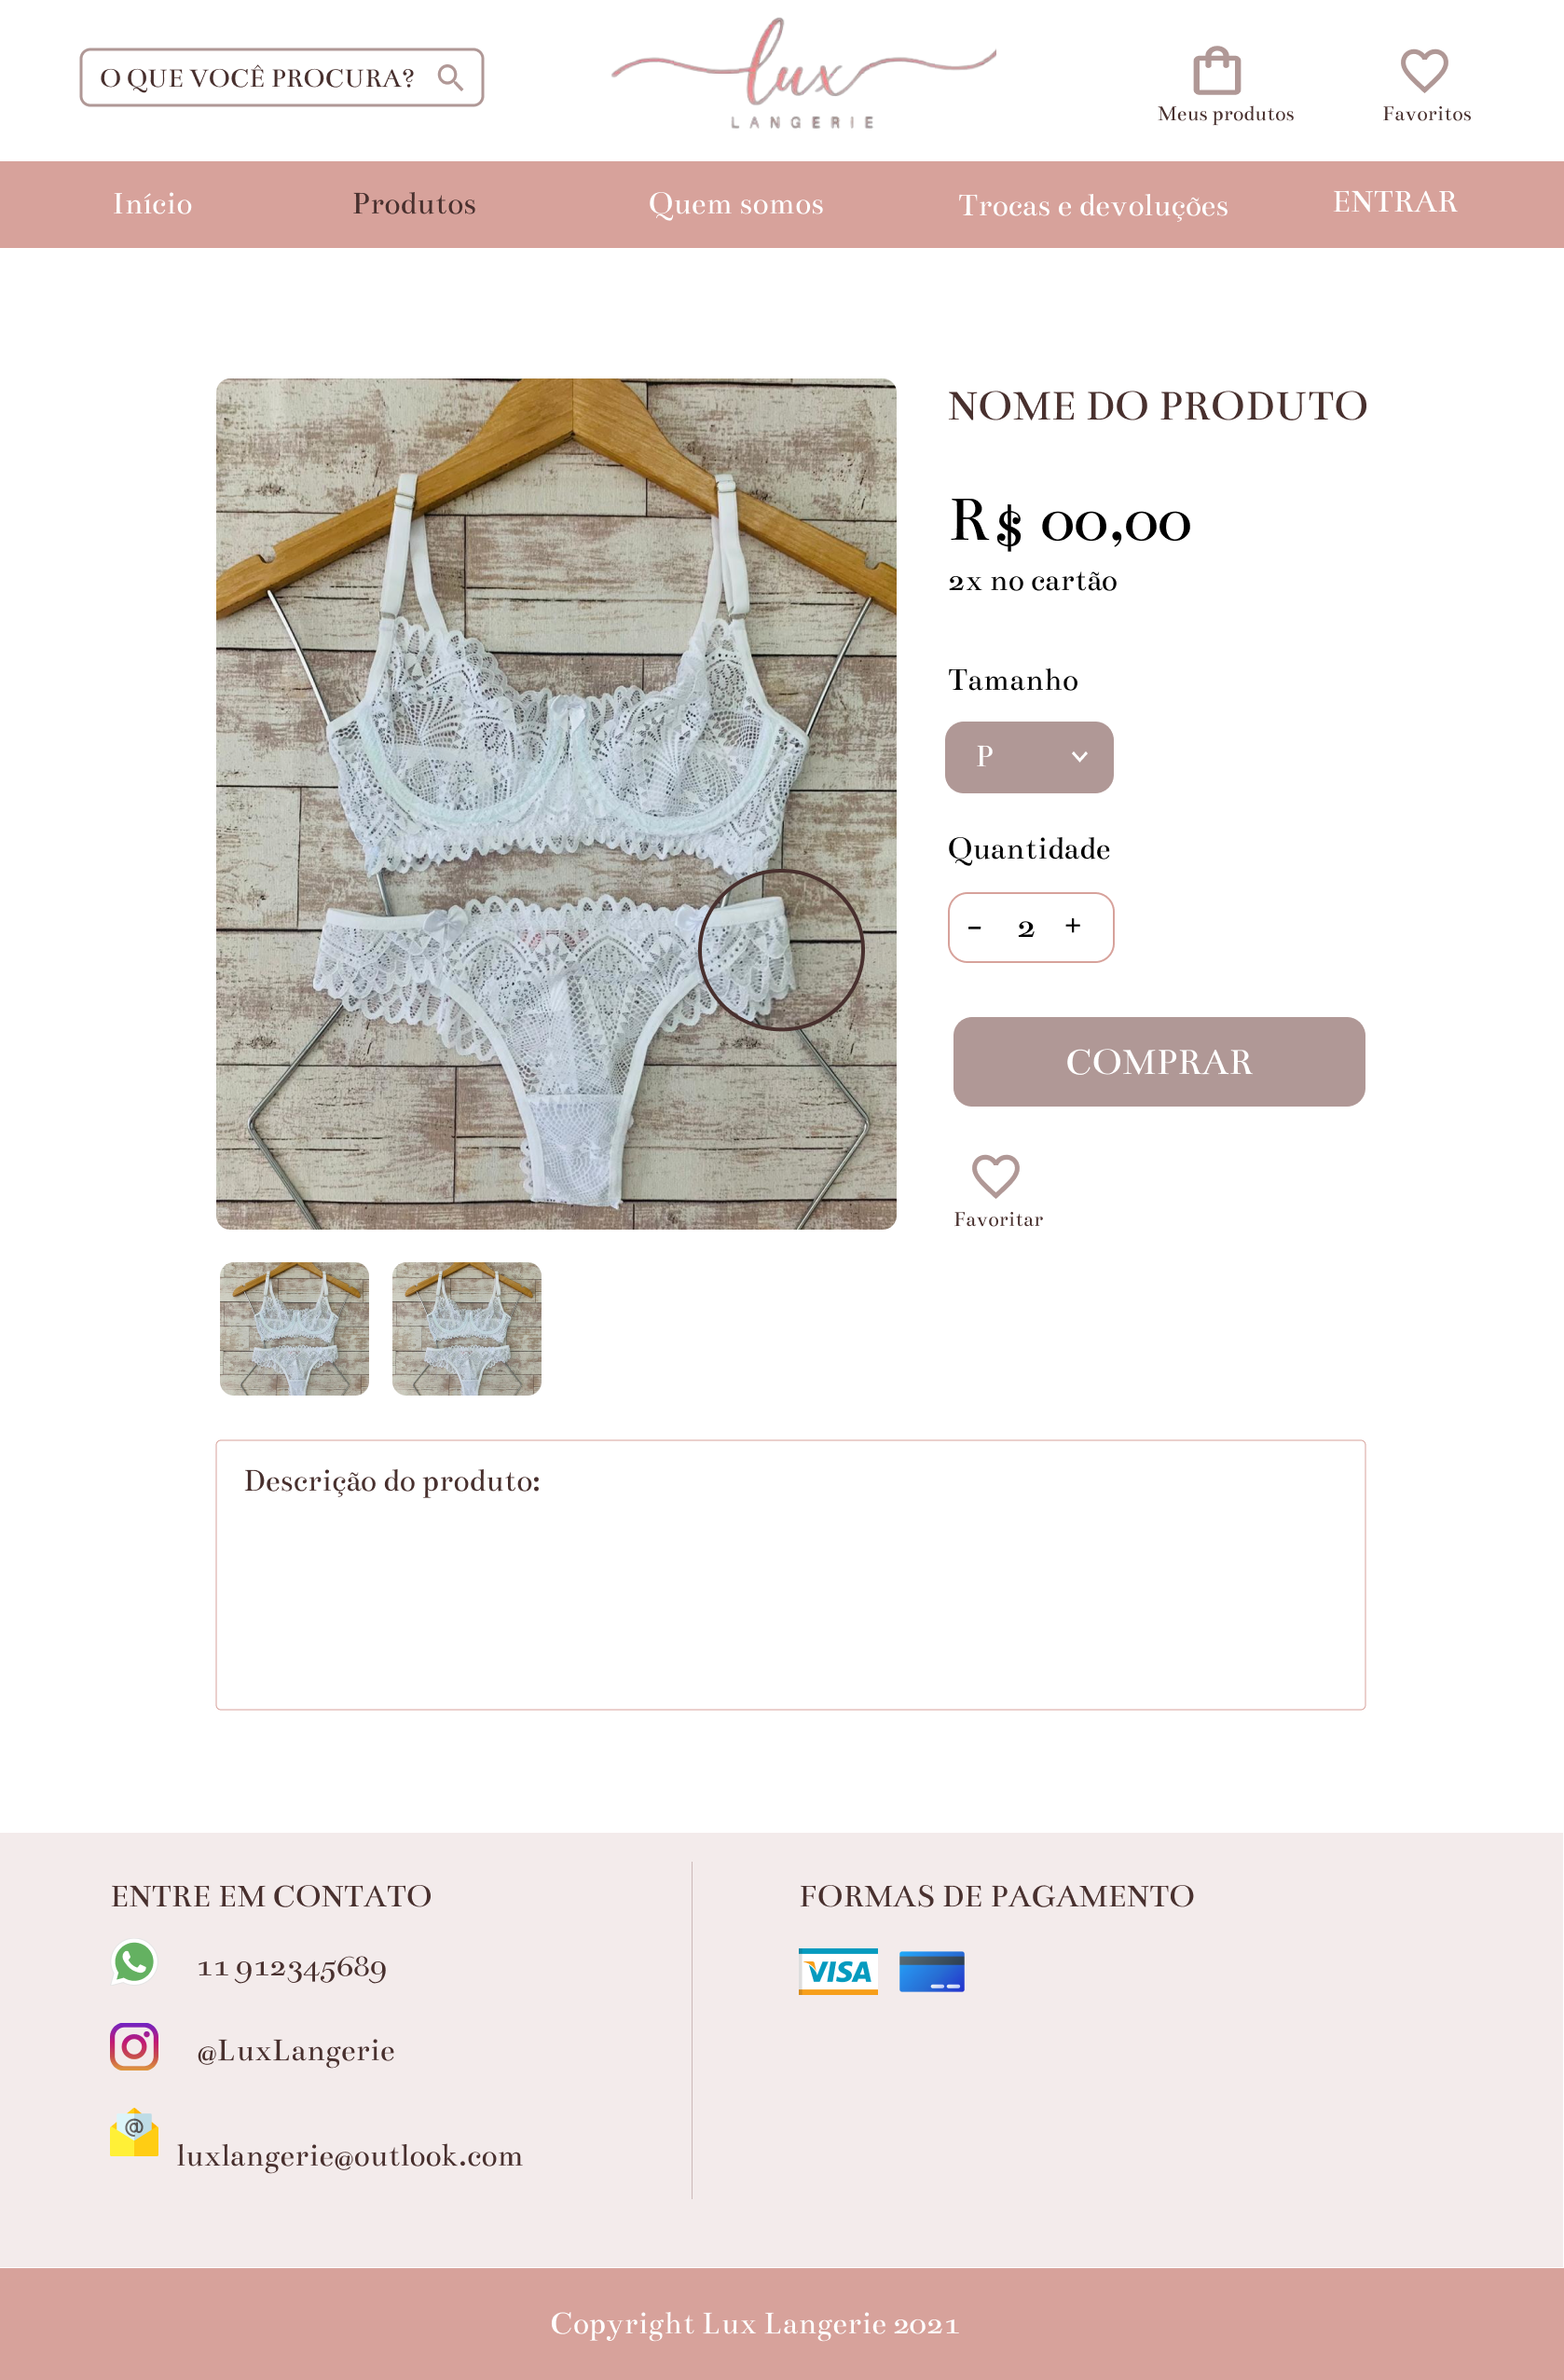 O QUE VOCÊ PROCURA?
lux
LANGERIE
Meus produtos
Favoritos
Início
Produtos
Quem somos
Trocas e devoluções
ENTRAR
NOME DO PRODUTO
R$ 00,00
2x no cartão
Tamanho
P
Quantidade
- 2 +
COMPRAR
Favoritar
Descrição do produto:
ENTRE EM CONTATO
11 912345689
@LuxLangerie
@
luxlangerie@outlook.com
FORMAS DE PAGAMENTO
VISA
Copyright Lux Langerie 2021